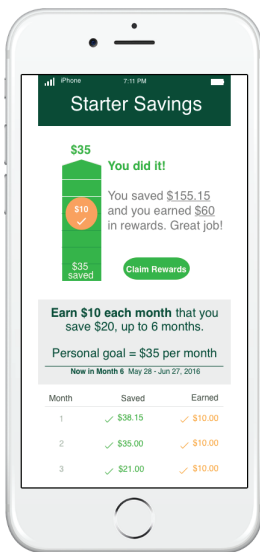 iPhone 7:11 PM
Starter Savings
$35
You did it!
$10
You saved $155.15
and you earned $60
in rewards. Great job!
$35
saved
Claim Rewards
Earn $10 each month that you
save $20, up to 6 months.
Personal goal = $35 per month
Now in Month 6 May 28 - Jun 27, 2016
Month Saved Earned
1 $38.15 $10.00
2 $35.00 $10.00
3 $21.00 $10.00